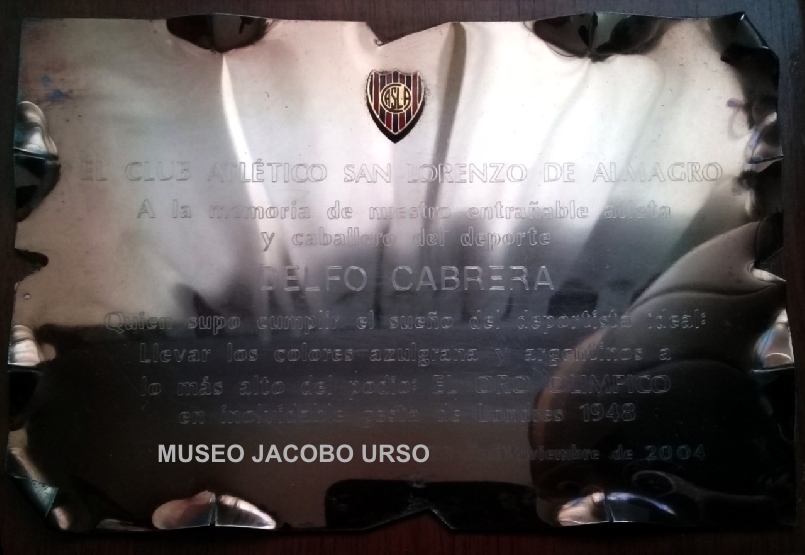 CASLA
EL CLUB ATLÉTICO SAN LORENZO DE ALMAGRO
A la memoria de nuestro entrañable atleta
y caballero del deporte
DELFO CABRERA
Quien supo cumplir el sueño del deportista ideal:
Llevar los colores azulgrana y argentinos a
lo más alto del podio: EL ORO OLIMPICO
en inolvidable gesta de Londres 1948
MUSEO JACOBO URSO Noviembre de 2004